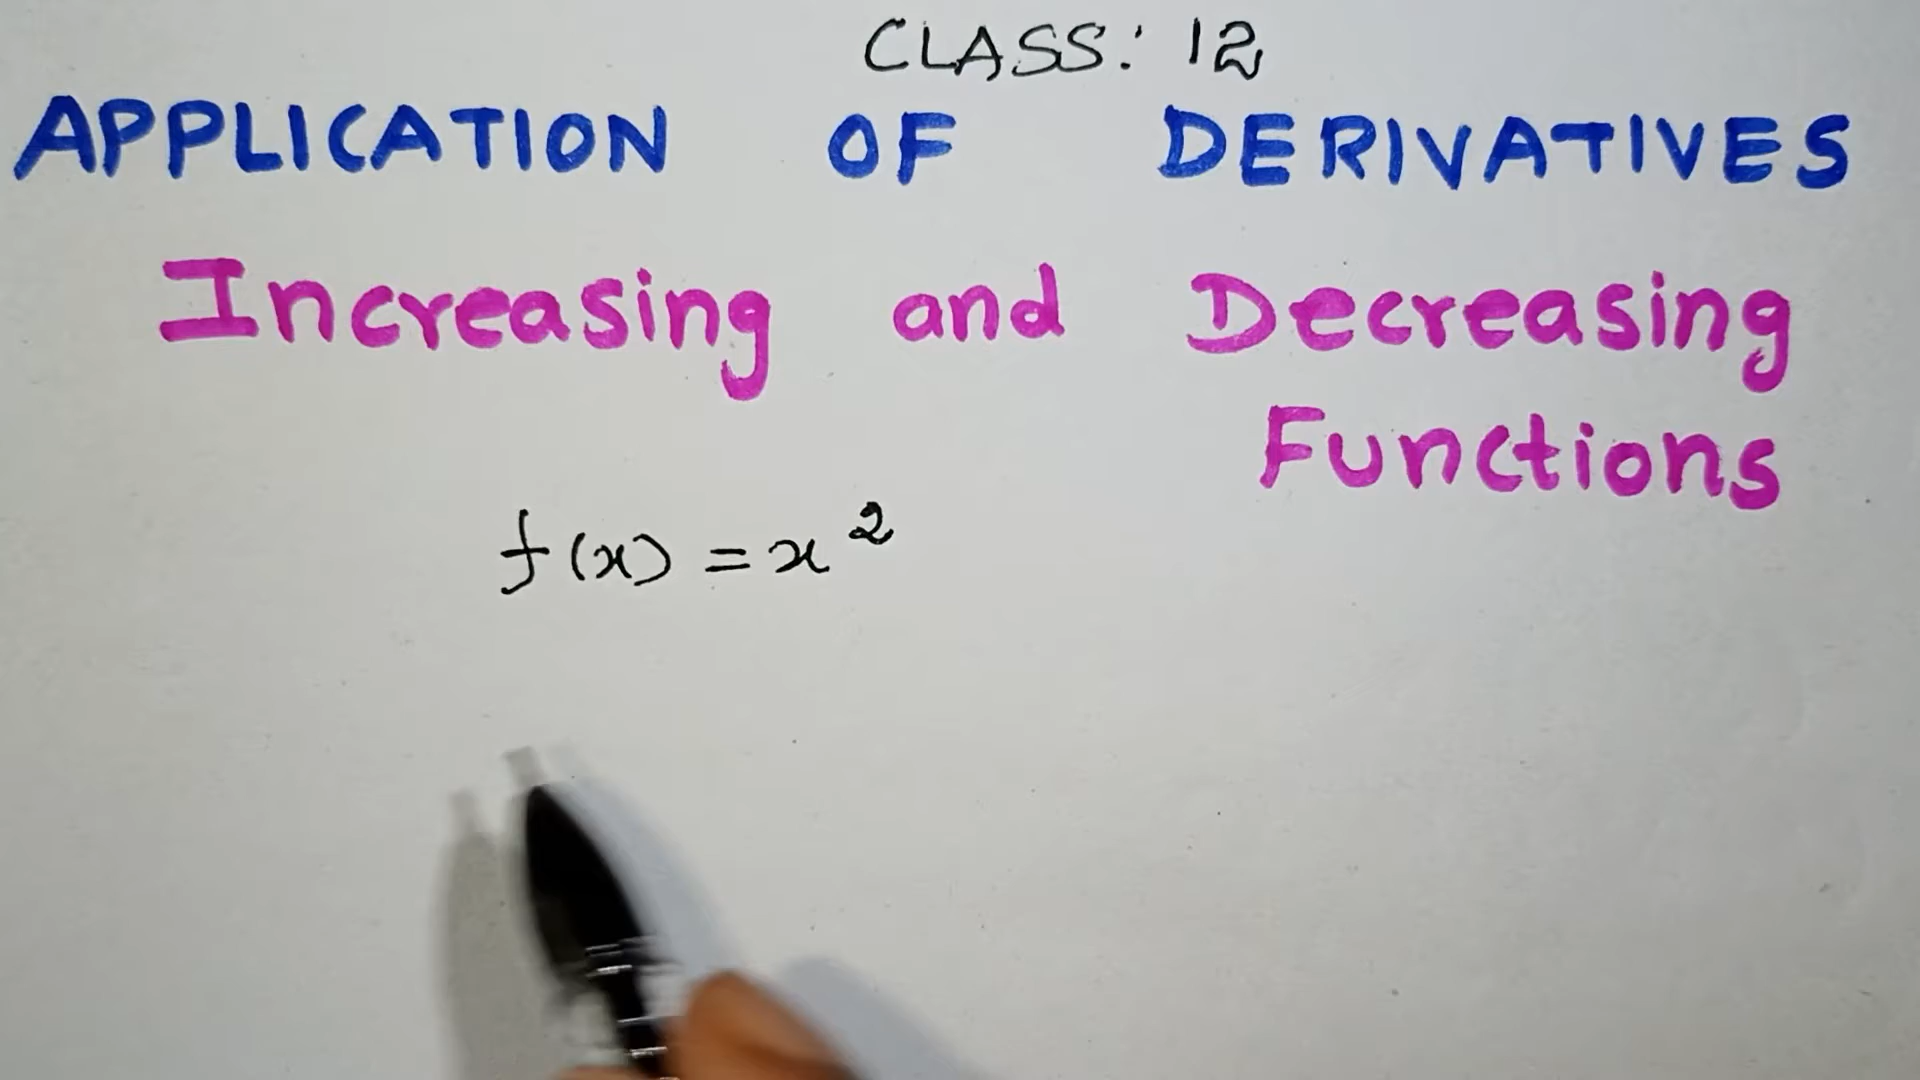 CLASS: 12
APPLICATION OF DERIVATIVES
Increasing and Decreasing
Functions
f(x) = x²